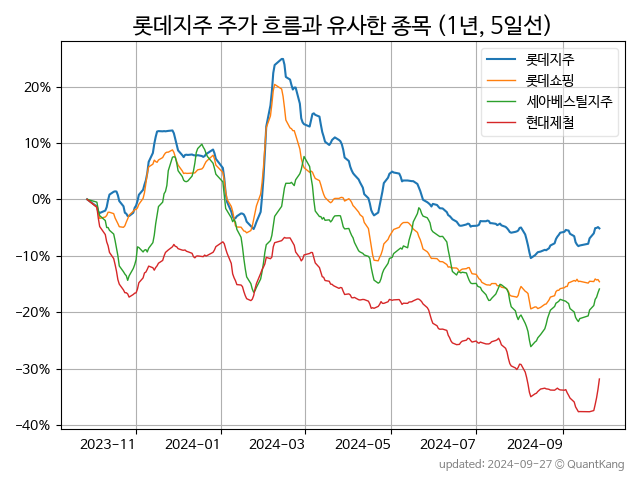 롯데지주 주가 흐름과 유사한 종목 (1년, 5일선)
롯데지주
롯데쇼핑
세아베스틸지주
현대제철
20%
10%
0%
−10%
−20%
−30%
−40%
2023-11 2024-01 2024-03 2024-05 2024-07 2024-09
updated: 2024-09-27 © QuantKang